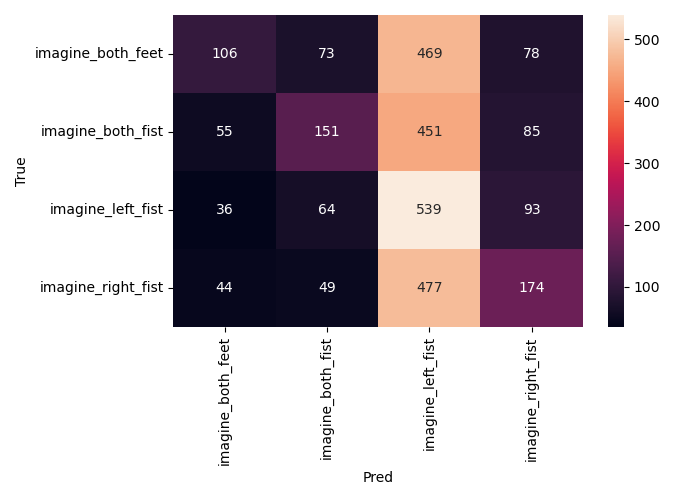 imagine_both_feet 106 73 469 78
imagine_both_fist 55 151 451 85
imagine_left_fist 36 64 539 93
imagine_right_fist 44 49 477 174
True
imagine_both_feet
imagine_both_fist
imagine_left_fist
imagine_right_fist
Pred
500
400
300
200
100